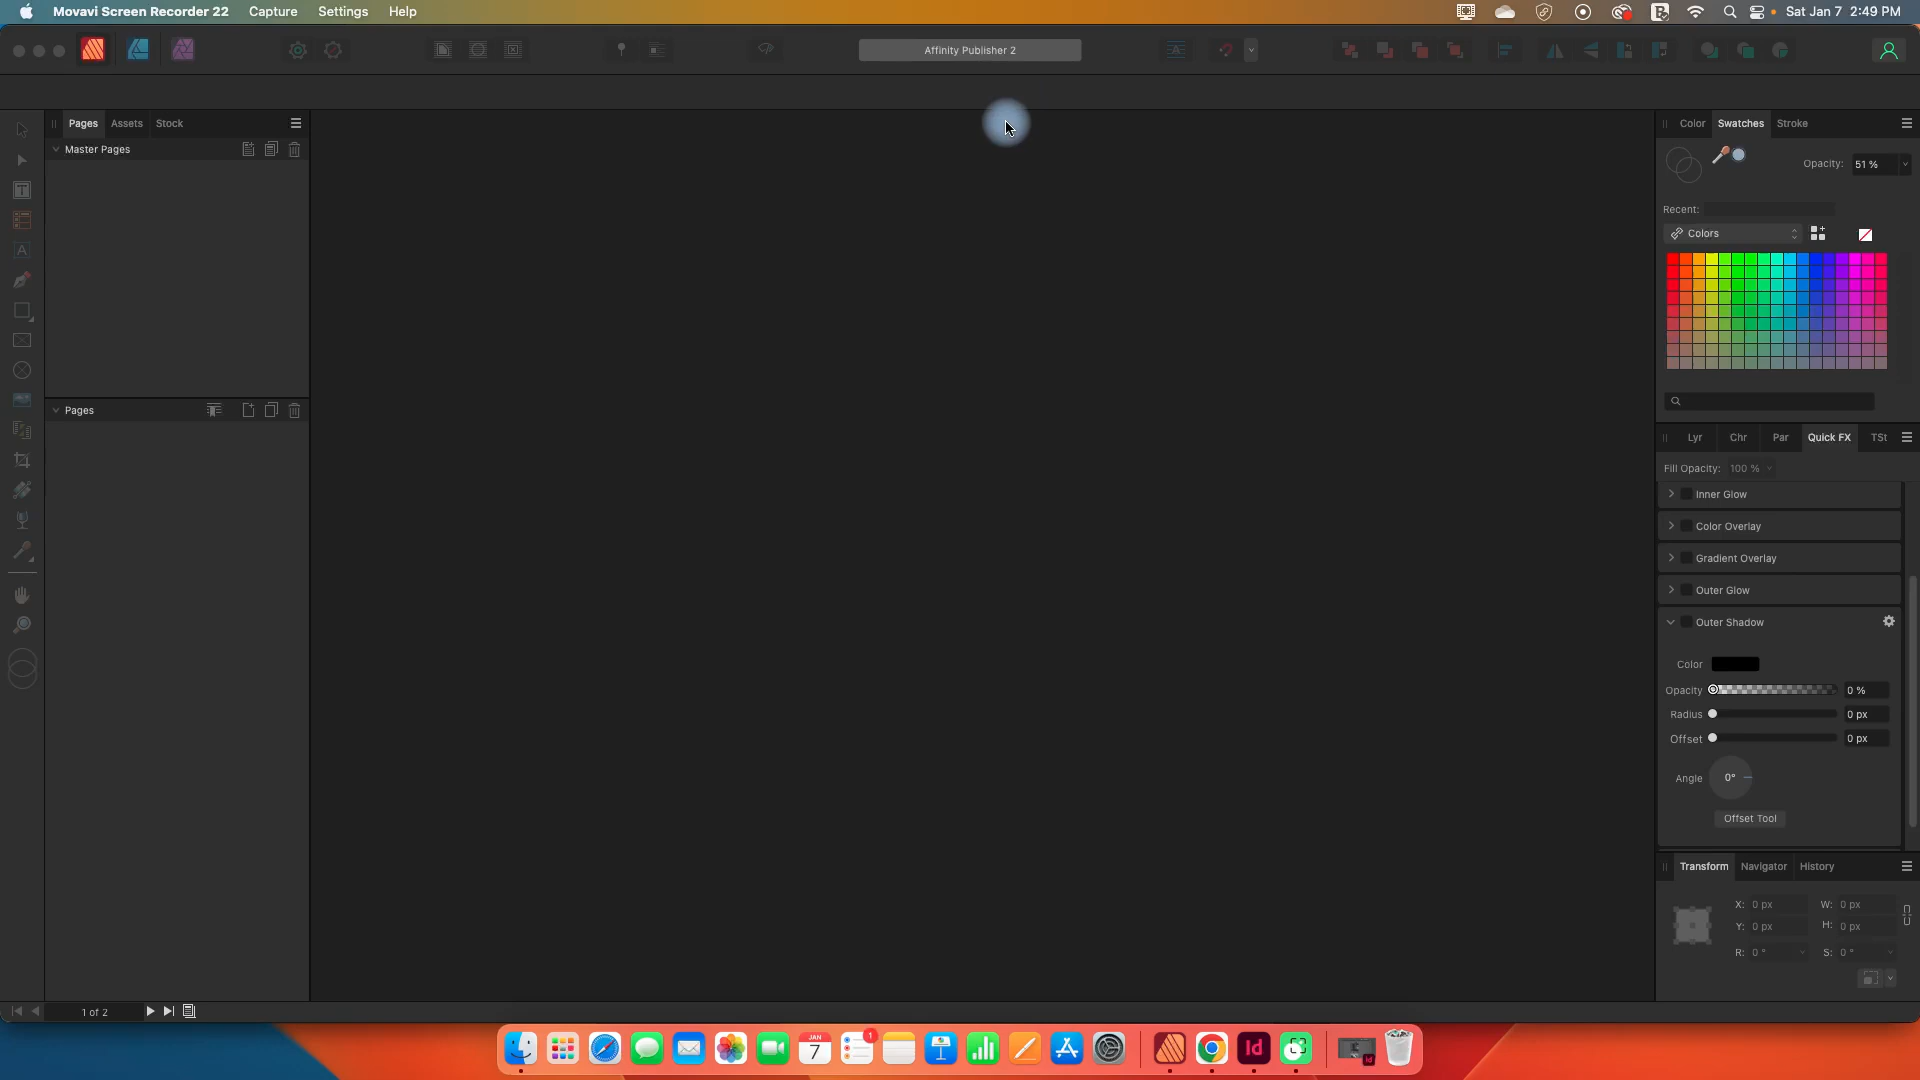 Movavi Screen Recorder 22 Capture Settings Help
Sat Jan 7 2:49 PM
Affinity Publisher 2
Pages Assets Stock
Master Pages
Pages
1 of 2
Color Swatches Stroke
Opacity: 51 %
Recent:
Colors
Lyr Chr Par Quick FX TSt
Fill Opacity: 100 %
Inner Glow
Color Overlay
Gradient Overlay
Outer Glow
Outer Shadow
Color
Opacity 0 %
Radius 0 px
Offset 0 px
Angle 0°
Offset Tool
Transform Navigator History
X: 0 px W: 0 px
Y: 0 px H: 0 px
R: 0 ° S: 0 °
JAN
7
1
Id